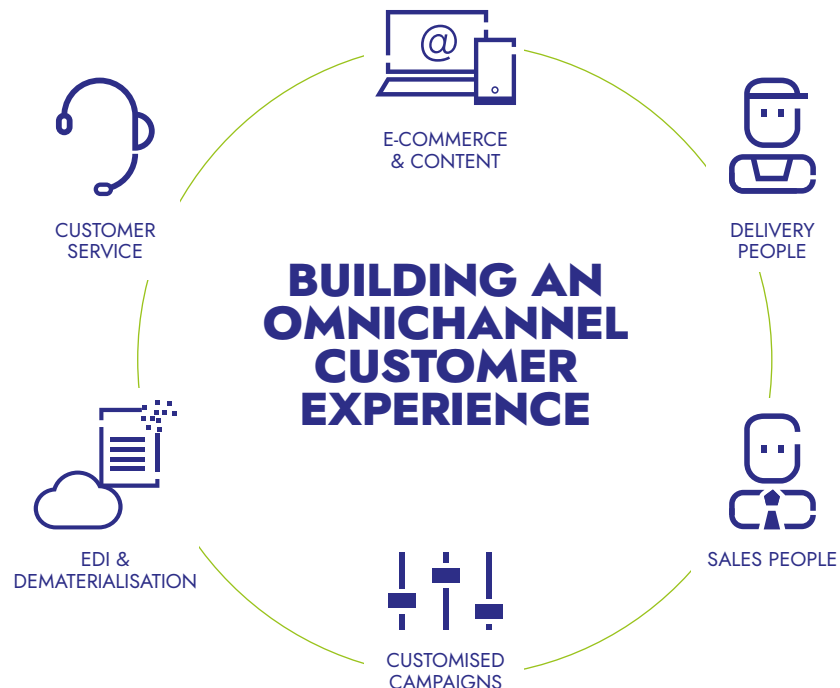 @
E-COMMERCE
& CONTENT
CUSTOMER
SERVICE
DELIVERY
PEOPLE
BUILDING AN
OMNICHANNEL
CUSTOMER
EXPERIENCE
EDI &
DEMATERIALISATION
SALES PEOPLE
CUSTOMISED
CAMPAIGNS